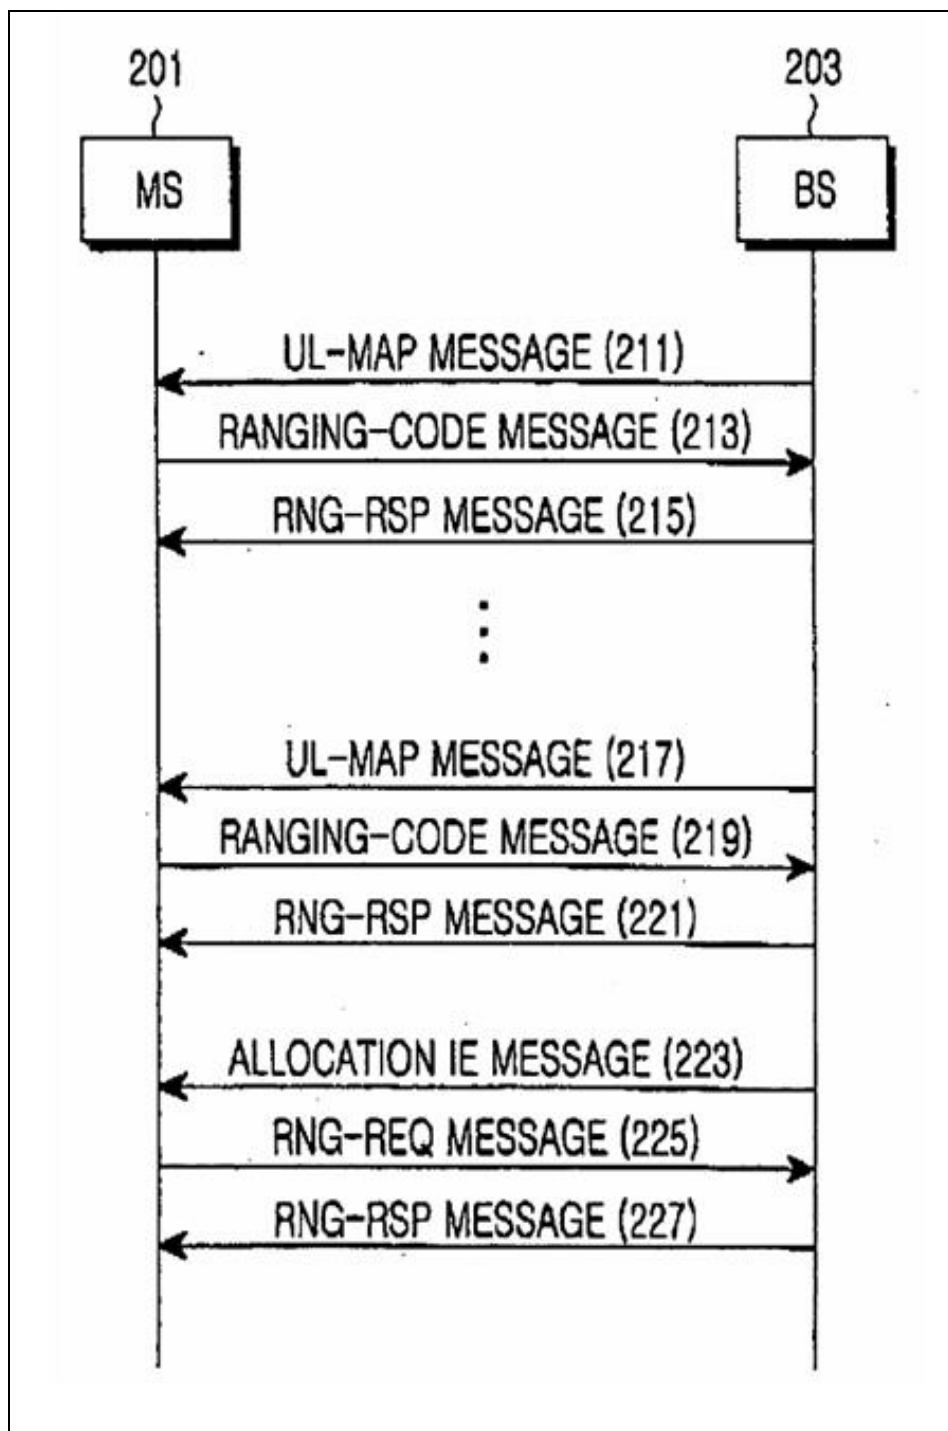 201
203
MS
BS
UL-MAP MESSAGE (211)
RANGING-CODE MESSAGE (213)
RNG-RSP MESSAGE (215)
UL-MAP MESSAGE (217)
RANGING-CODE MESSAGE (219)
RNG-RSP MESSAGE (221)
ALLOCATION IE MESSAGE (223)
RNG-REQ MESSAGE (225)
RNG-RSP MESSAGE (227)